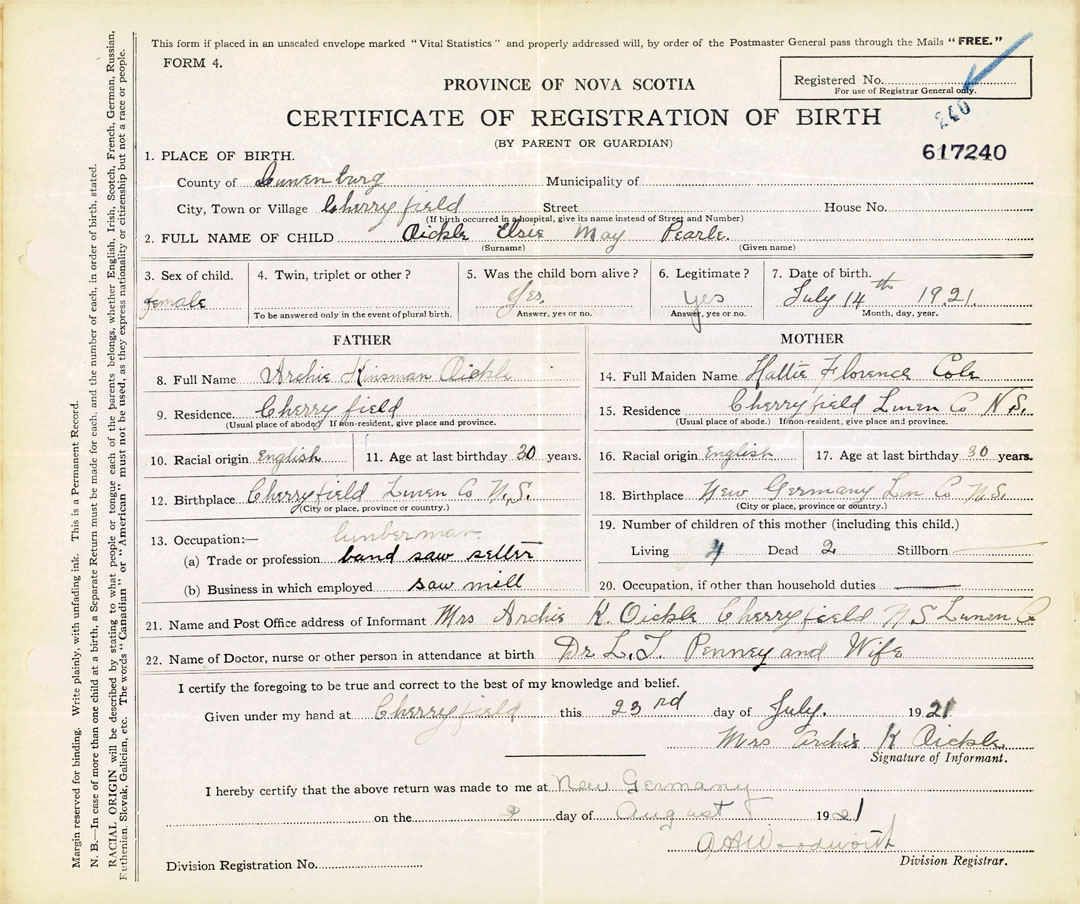 This form if placed in an unsealed envelope marked "Vital Statistics" and properly addressed will, by order of the Postmaster General pass through the Mails "FREE."
FORM 4.
PROVINCE OF NOVA SCOTIA
Registered No.
For use of Registrar General only.
240
CERTIFICATE OF REGISTRATION OF BIRTH
(BY PARENT OR GUARDIAN)
617240
1. PLACE OF BIRTH.
County of Lunenburg Municipality of
City, Town or Village Cherryfield Street House No.
(If birth occurred in a hospital, give its name instead of Street and Number)
2. FULL NAME OF CHILD Oickle Elsie May Pearle.
(Surname) (Given name)
3. Sex of child. 4. Twin, triplet or other? 5. Was the child born alive? 6. Legitimate? 7. Date of birth.
female Yes. Yes July 14th 1921.
To be answered only in the event of plural birth. Answer, yes or no. Answer, yes or no. Month, day, year.
FATHER
8. Full Name Archie Kinsman Oickle
9. Residence. Cherryfield
(Usual place of abode) If non-resident, give place and province.
10. Racial origin English 11. Age at last birthday 30 years.
12. Birthplace Cherryfield Lunen Co N.S.
(City or place, province or country.)
13. Occupation:— lumberman.
(a) Trade or profession band saw setter
(b) Business in which employed saw mill
MOTHER
14. Full Maiden Name Hattie Florence Cole
15. Residence Cherryfield Lunen Co N.S.
(Usual place of abode.) If non-resident, give place and province.
16. Racial origin English 17. Age at last birthday 30 years.
18. Birthplace New Germany Lun Co N.S.
(City or place, province or country.)
19. Number of children of this mother (including this child.)
Living 4 Dead 2 Stillborn
20. Occupation, if other than household duties
21. Name and Post Office address of Informant Mrs Archie K. Oickle Cherryfield N.S Lunen Co
22. Name of Doctor, nurse or other person in attendance at birth Dr L.T. Penney and Wife
I certify the foregoing to be true and correct to the best of my knowledge and belief.
Given under my hand at Cherryfield this 23rd day of July. 1921
Mrs Archie K Oickle
Signature of Informant.
I hereby certify that the above return was made to me at New Germany
on the 2 day of August 1921
A A Woodworth
Division Registrar.
Division Registration No.
Margin reserved for binding. Write plainly, with unfading ink. This is a Permanent Record.
N. B.—In case of more than one child at a birth, a Separate Return must be made for each, and the number of each, in order of birth, stated.
RACIAL ORIGIN will be described by stating to what people or tongue each of the parents belongs, whether English, Irish, Scotch, French, German, Russian,
Ruthenian, Slovak, Galician, etc. The words "Canadian" or "American" must not be used, as they express nationality or citizenship but not a race or people.